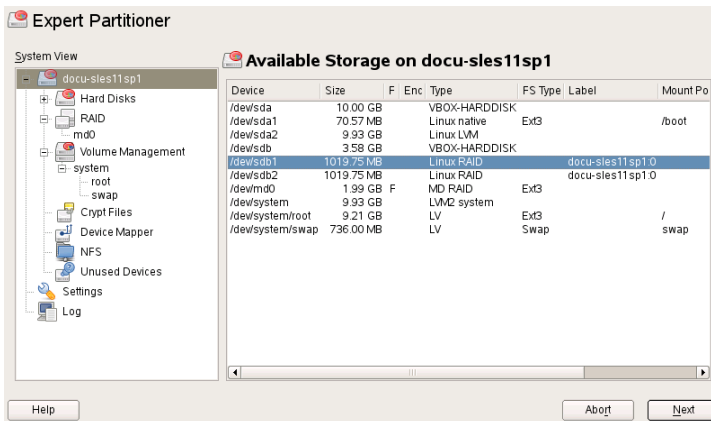 Expert Partitioner
System View
docu-sles11sp1
Hard Disks
RAID
md0
Volume Management
system
root
swap
Crypt Files
Device Mapper
NFS
Unused Devices
Settings
Log
Available Storage on docu-sles11sp1
Device Size F Enc Type FS Type Label Mount Po
/dev/sda 10.00 GB VBOX-HARDDISK
/dev/sda1 70.57 MB Linux native Ext3 /boot
/dev/sda2 9.93 GB Linux LVM
/dev/sdb 3.58 GB VBOX-HARDDISK
/dev/sdb1 1019.75 MB Linux RAID docu-sles11sp1:0
/dev/sdb2 1019.75 MB Linux RAID docu-sles11sp1:0
/dev/md0 1.99 GB F MD RAID Ext3
/dev/system 9.93 GB LVM2 system
/dev/system/root 9.21 GB LV Ext3 /
/dev/system/swap 736.00 MB LV Swap swap
Help Abort Next